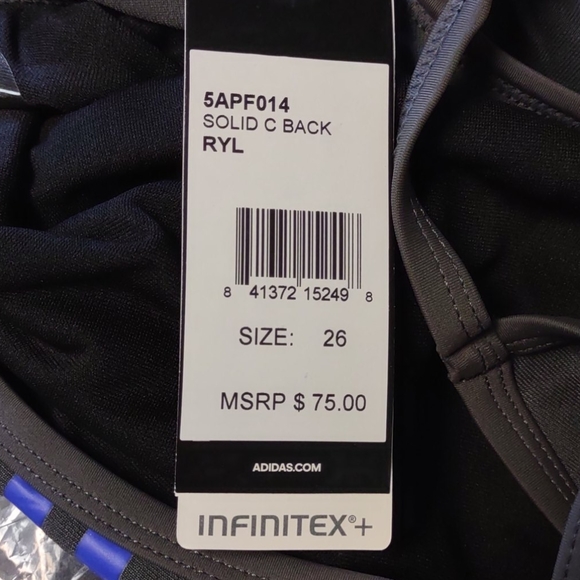 5APF014
SOLID C BACK
RYL
8 41372 15249 8
SIZE: 26
MSRP $ 75.00
ADIDAS.COM
INFINITEX®+